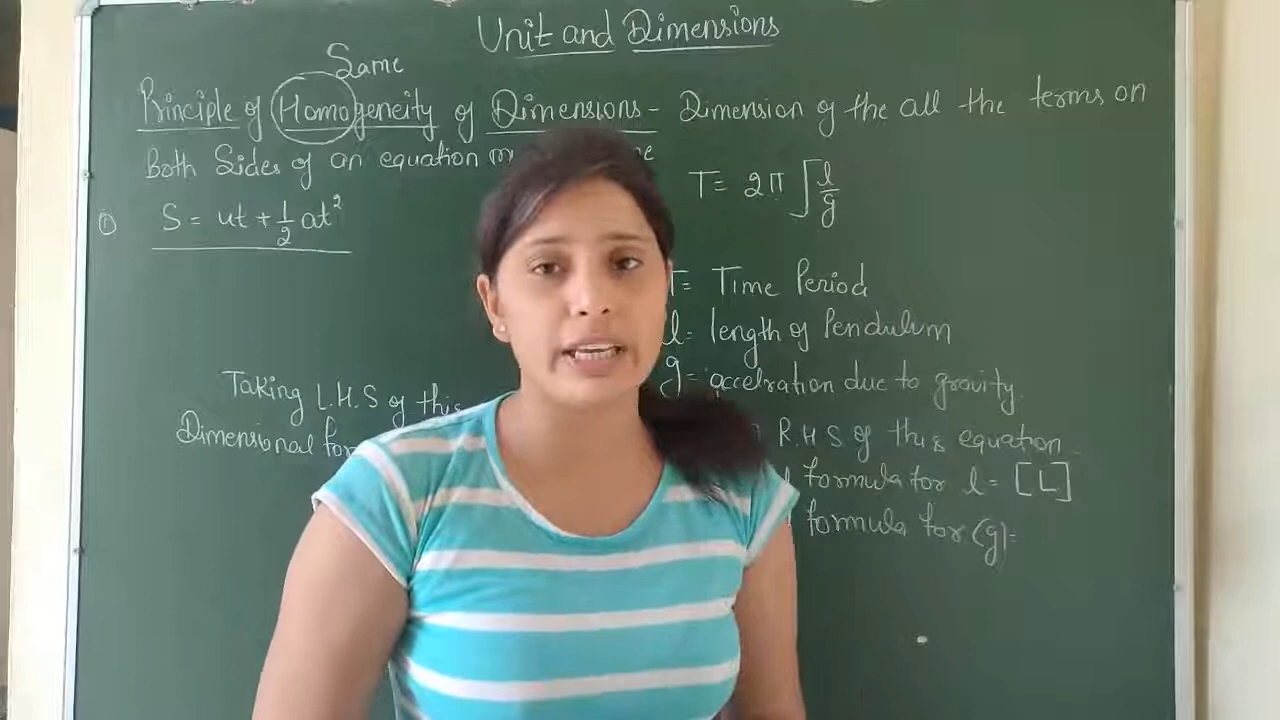 Unit and Dimensions
Same
Principle of Homogeneity of Dimensions - Dimension of the all the terms on
Both Sides of an equation
T = 2π √l/g
① S = ut + 1/2 at²
T = Time Period
l = length of Pendulum
g = accelration due to gravity.
Taking L.H.S of this
R.H.S of this equation
Dimensional for
formula for l = [L]
formula for (g) =